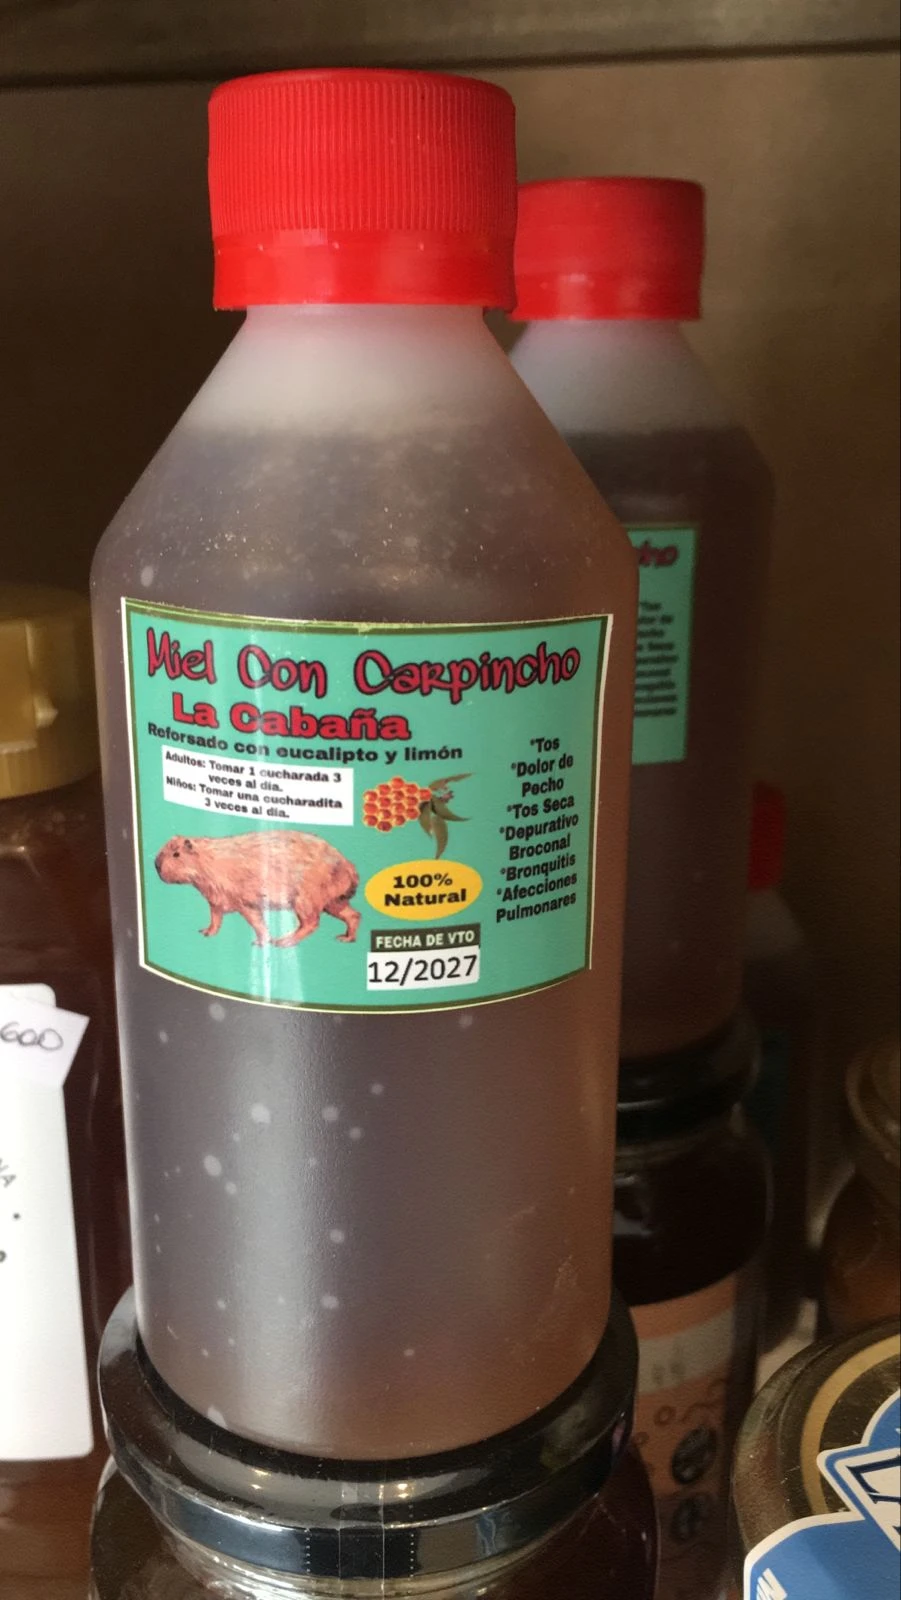 Miel Con Carpincho
La Cabaña
Reforsado con eucalipto y limón
Adultos: Tomar 1 cucharada 3
veces al día.
Niños: Tomar una cucharadita
3 veces al día.
*Tos
*Dolor de
Pecho
*Tos Seca
*Depurativo
Broconal
*Bronquitis
*Afecciones
Pulmonares
100%
Natural
FECHA DE VTO
12/2027
600